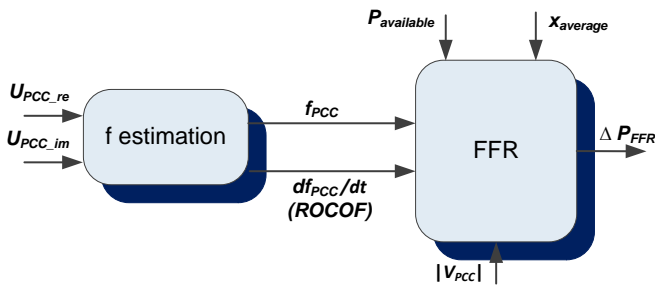 P_available
x_average
U_PCC_re
f_PCC
f estimation
U_PCC_im
FFR
Δ P_FFR
df_PCC/dt
(ROCOF)
|V_PCC|